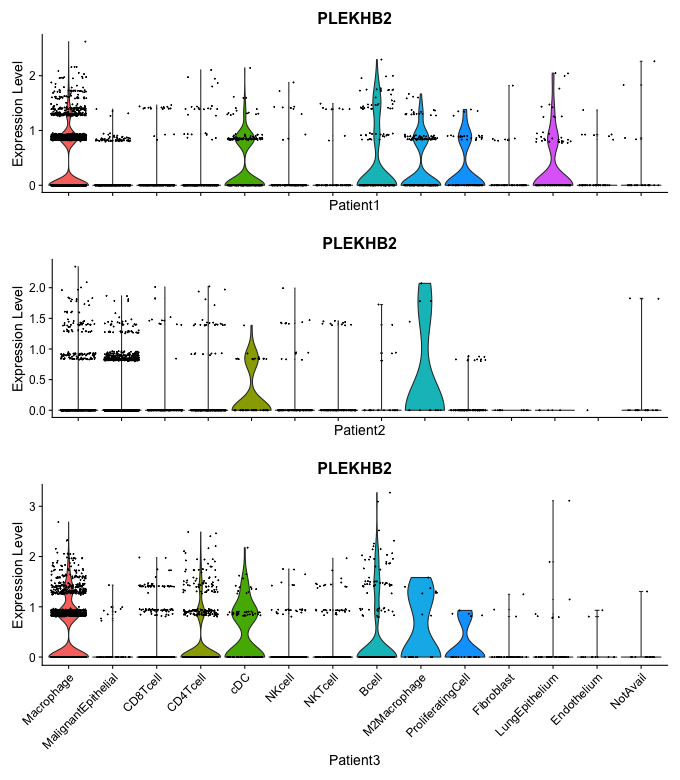 PLEKHB2
Expression Level
2
1
0
Patient1
PLEKHB2
Expression Level
2.0
1.5
1.0
0.5
0.0
Patient2
PLEKHB2
Expression Level
3
2
1
0
Macrophage
MalignantEpithelial
CD8Tcell
CD4Tcell
cDC
NKcell
NKTcell
Bcell
M2Macrophage
ProliferatingCell
Fibroblast
LungEpithelium
Endothelium
NotAvail
Patient3